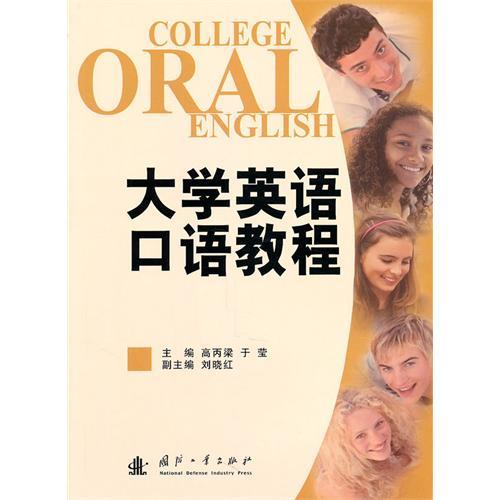 COLLEGE
ORAL
ENGLISH
大学英语
口语教程
主 编 高丙梁 于 莹
副主编 刘晓红
国防工业出版社
National Defense Industry Press